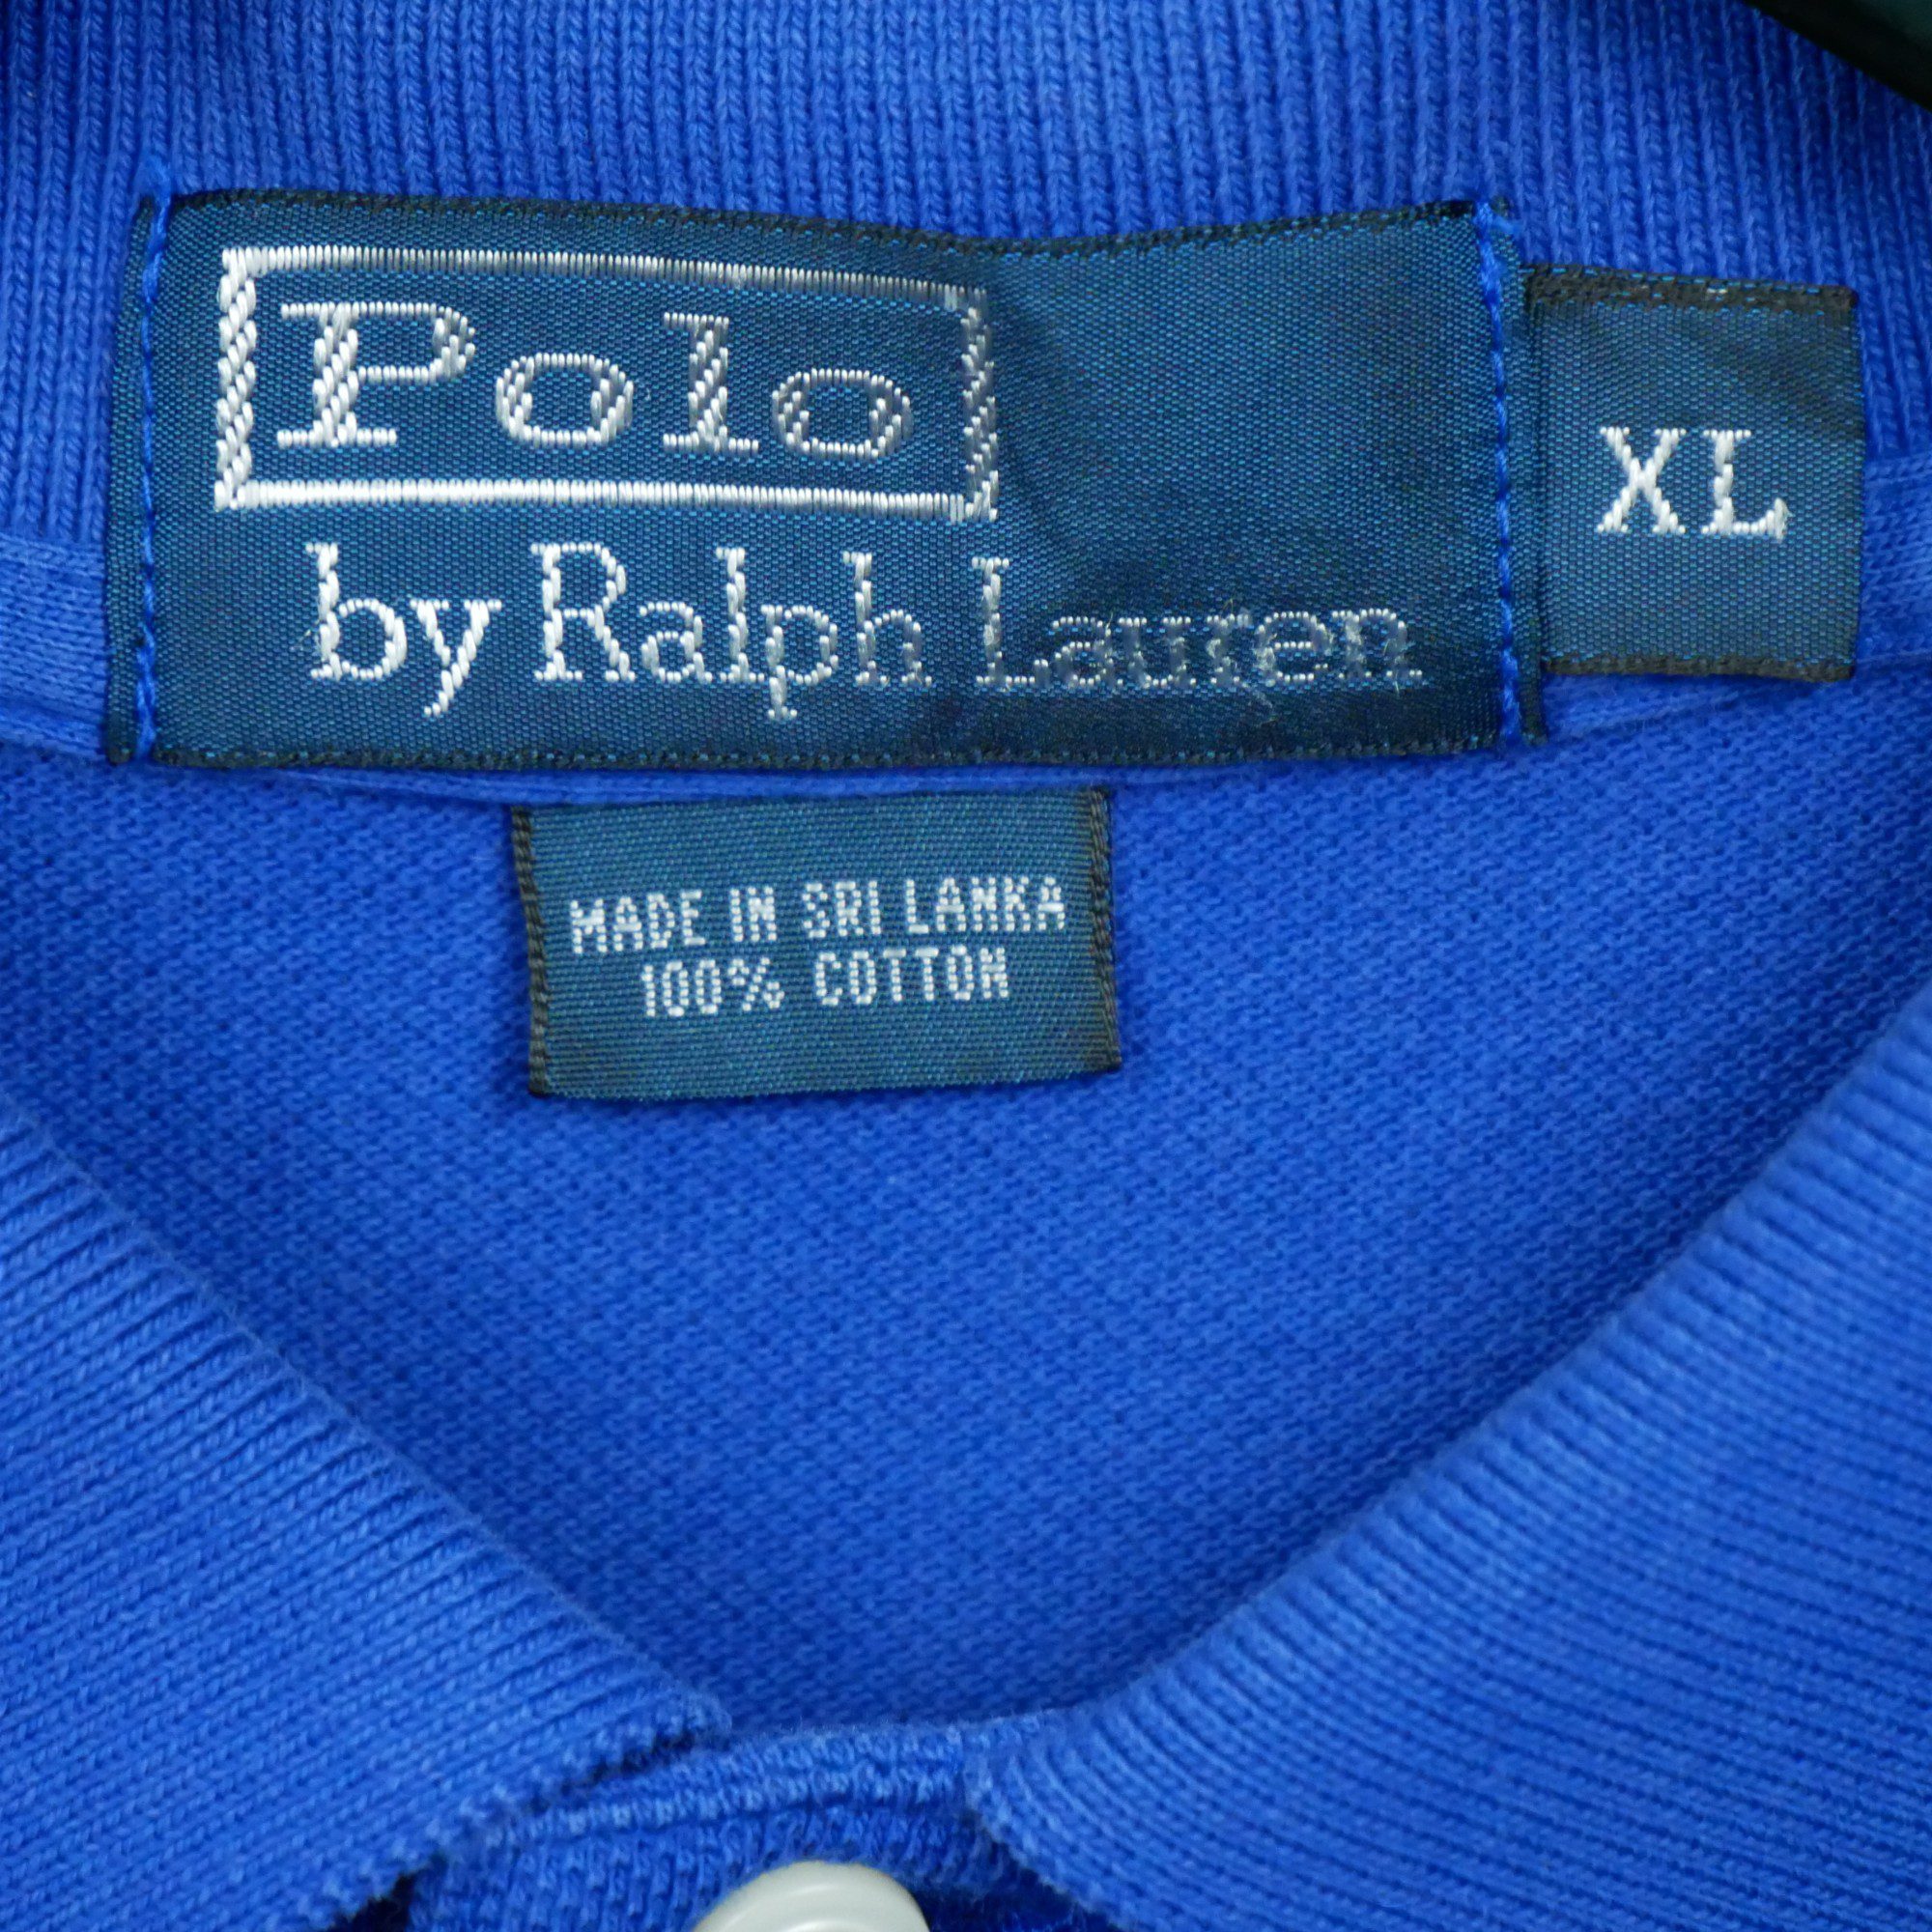 Polo
by Ralph Lauren
XL
MADE IN SRI LANKA
100% COTTON